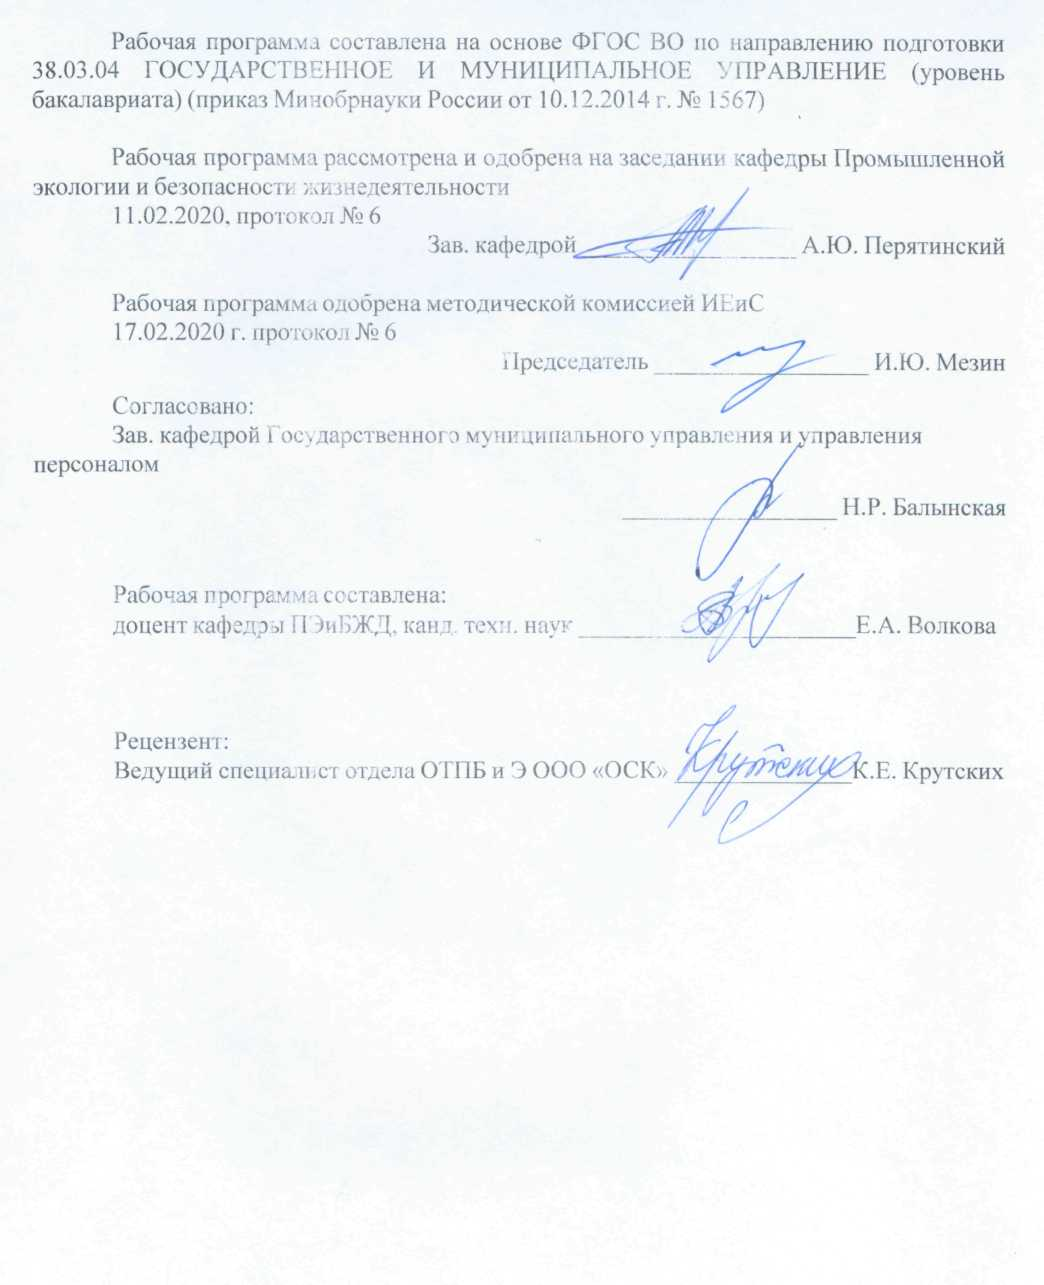 Рабочая программа составлена на основе ФГОС ВО по направлению подготовки
38.03.04 ГОСУДАРСТВЕННОЕ И МУНИЦИПАЛЬНОЕ УПРАВЛЕНИЕ (уровень
бакалавриата) (приказ Минобрнауки России от 10.12.2014 г. № 1567)
Рабочая программа рассмотрена и одобрена на заседании кафедры Промышленной
экологии и безопасности жизнедеятельности
11.02.2020, протокол № 6
Зав. кафедрой А.Ю. Перятинский
Рабочая программа одобрена методической комиссией ИЕиС
17.02.2020 г. протокол № 6
Председатель И.Ю. Мезин
Согласовано:
Зав. кафедрой Государственного муниципального управления и управления
персоналом
Н.Р. Балынская
Рабочая программа составлена:
доцент кафедры ПЭиБЖД, канд. техн. наук Е.А. Волкова
Рецензент:
Ведущий специалист отдела ОТПБ и Э ООО «ОСК» Крутских К.Е. Крутских